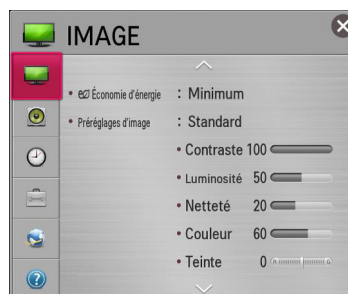 IMAGE
Économie d'énergie : Minimum
• Préréglages d'image : Standard
• Contraste 100
• Luminosité 50
• Netteté 20
• Couleur 60
• Teinte 0